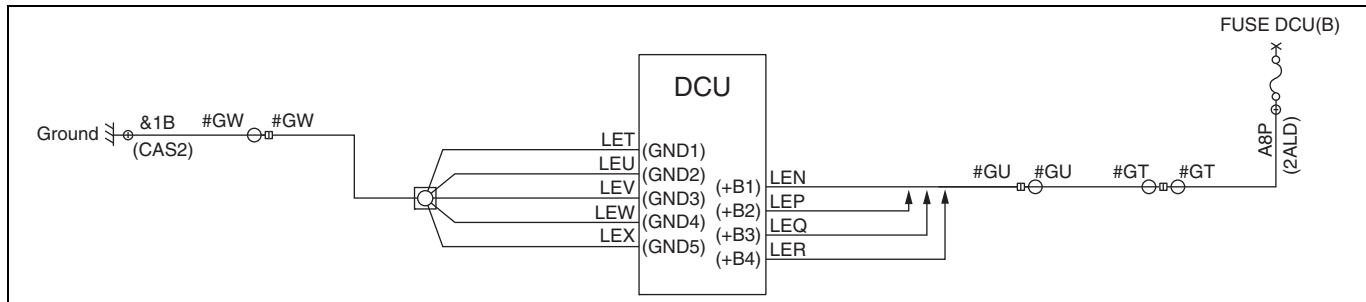 FUSE DCU(B)
DCU
Ground
&1B
#GW
#GW
(CAS2)
A8P
(2ALD)
LET
(GND1)
LEU
(GND2)
LEV
(GND3)
LEW
(GND4)
LEX
(GND5)
(+B1)
LEN
(+B2)
LEP
(+B3)
LEQ
(+B4)
LER
#GU
#GU
#GT
#GT